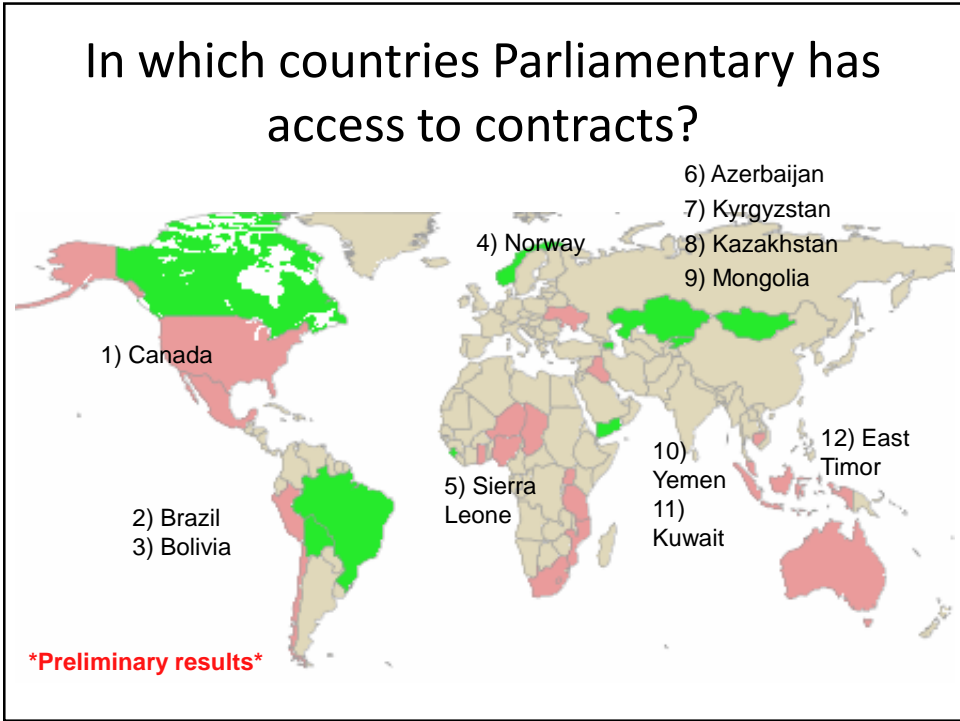 In which countries Parliamentary has
access to contracts?
6) Azerbaijan
7) Kyrgyzstan
4) Norway
8) Kazakhstan
9) Mongolia
1) Canada
12) East
Timor
10)
Yemen
11)
Kuwait
5) Sierra
Leone
2) Brazil
3) Bolivia
*Preliminary results*